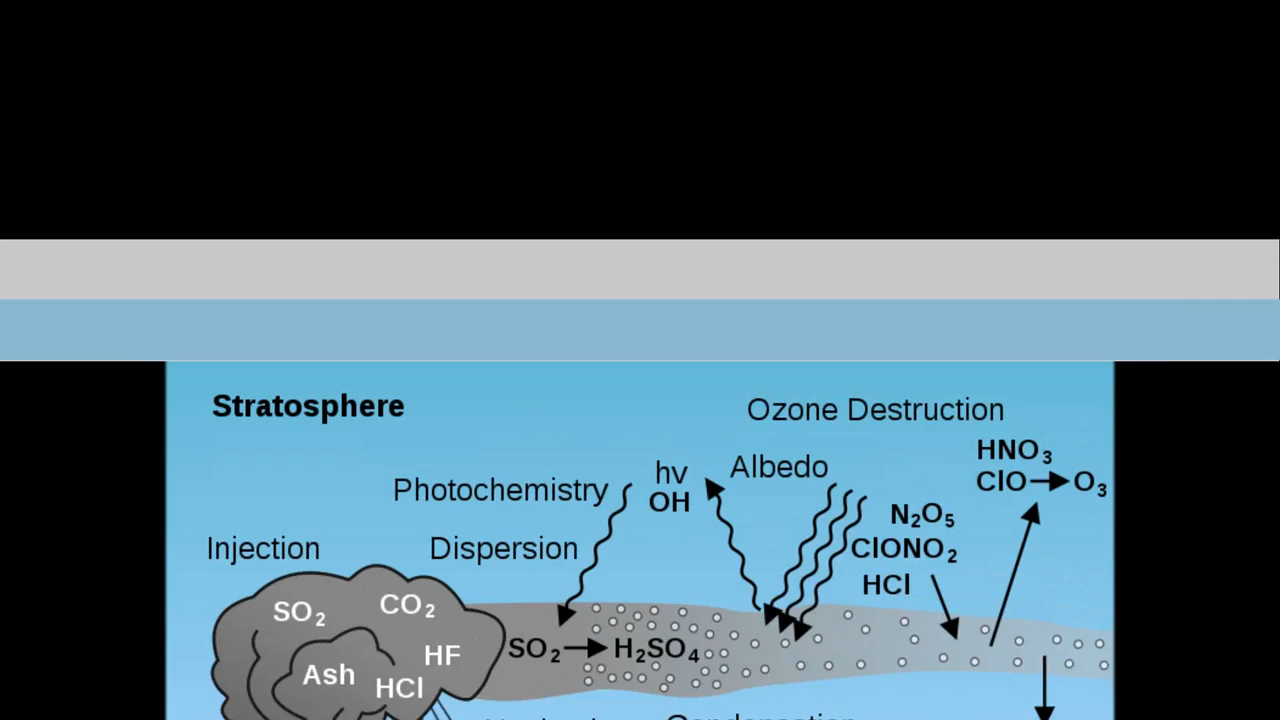 Stratosphere
Ozone Destruction
HNO₃
ClO → O₃
Albedo
hv
OH
Photochemistry
N₂O₅
ClONO₂
HCl
Injection
Dispersion
SO₂
CO₂
HF
Ash
HCl
SO₂ → H₂SO₄